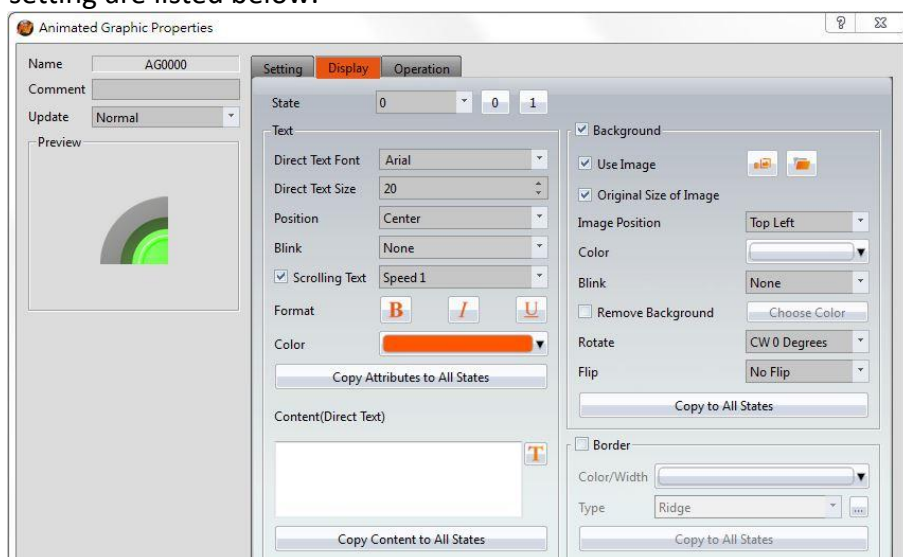 setting are listed below.
Animated Graphic Properties
Name AG0000
Comment
Update Normal
Preview
Setting Display Operation
State 0 0 1
Text
Direct Text Font Arial
Direct Text Size 20
Position Center
Blink None
Scrolling Text Speed 1
Format B I U
Color
Copy Attributes to All States
Content(Direct Text)
T
Copy Content to All States
Background
Use Image
Original Size of Image
Image Position Top Left
Color
Blink None
Remove Background Choose Color
Rotate CW 0 Degrees
Flip No Flip
Copy to All States
Border
Color/Width
Type Ridge ...
Copy to All States